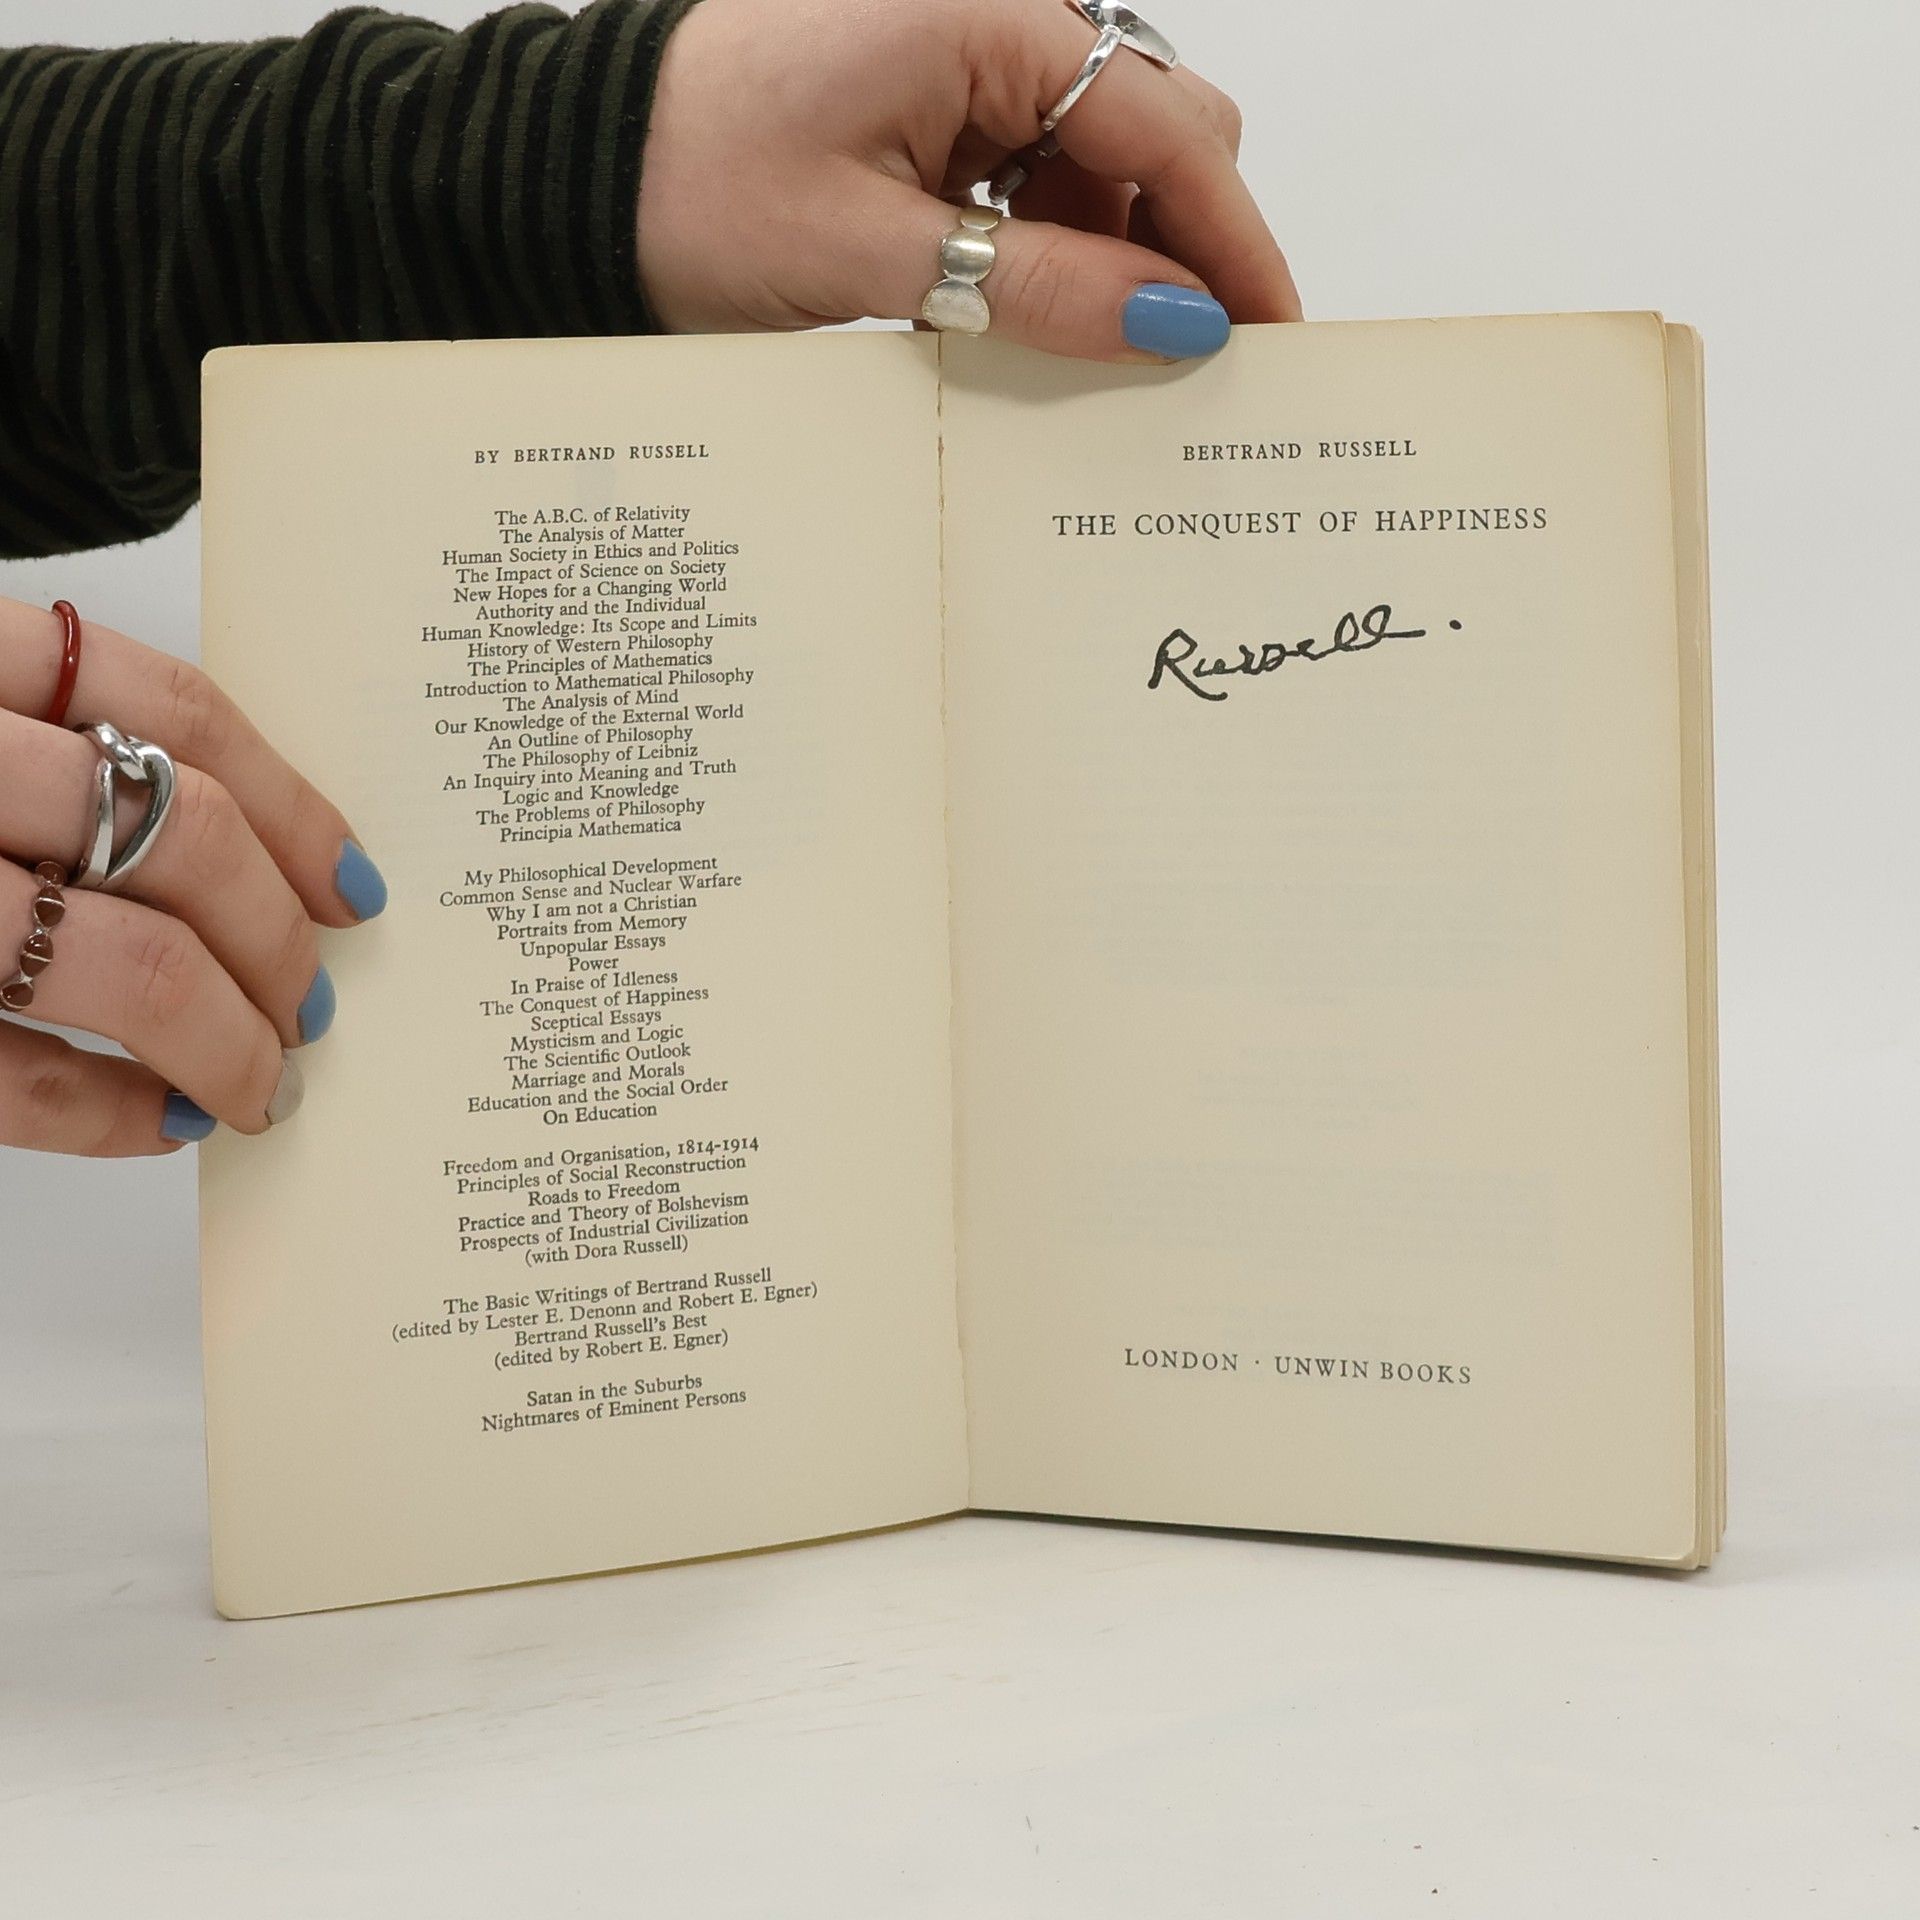 BY BERTRAND RUSSELL
The A.B.C. of Relativity
The Analysis of Matter
Human Society in Ethics and Politics
The Impact of Science on Society
New Hopes for a Changing World
Authority and the Individual
Human Knowledge: Its Scope and Limits
History of Western Philosophy
The Principles of Mathematics
Introduction to Mathematical Philosophy
The Analysis of Mind
Our Knowledge of the External World
An Outline of Philosophy
The Philosophy of Leibniz
An Inquiry into Meaning and Truth
Logic and Knowledge
The Problems of Philosophy
Principia Mathematica
My Philosophical Development
Common Sense and Nuclear Warfare
Why I am not a Christian
Portraits from Memory
Unpopular Essays
Power
In Praise of Idleness
The Conquest of Happiness
Sceptical Essays
Mysticism and Logic
The Scientific Outlook
Marriage and Morals
Education and the Social Order
On Education
Freedom and Organisation, 1814-1914
Principles of Social Reconstruction
Roads to Freedom
Practice and Theory of Bolshevism
Prospects of Industrial Civilization
(with Dora Russell)
The Basic Writings of Bertrand Russell
(edited by Lester E. Denonn and Robert E. Egner)
Bertrand Russell's Best
(edited by Robert E. Egner)
Satan in the Suburbs
Nightmares of Eminent Persons
BERTRAND RUSSELL
THE CONQUEST OF HAPPINESS
Russell.
LONDON · UNWIN BOOKS